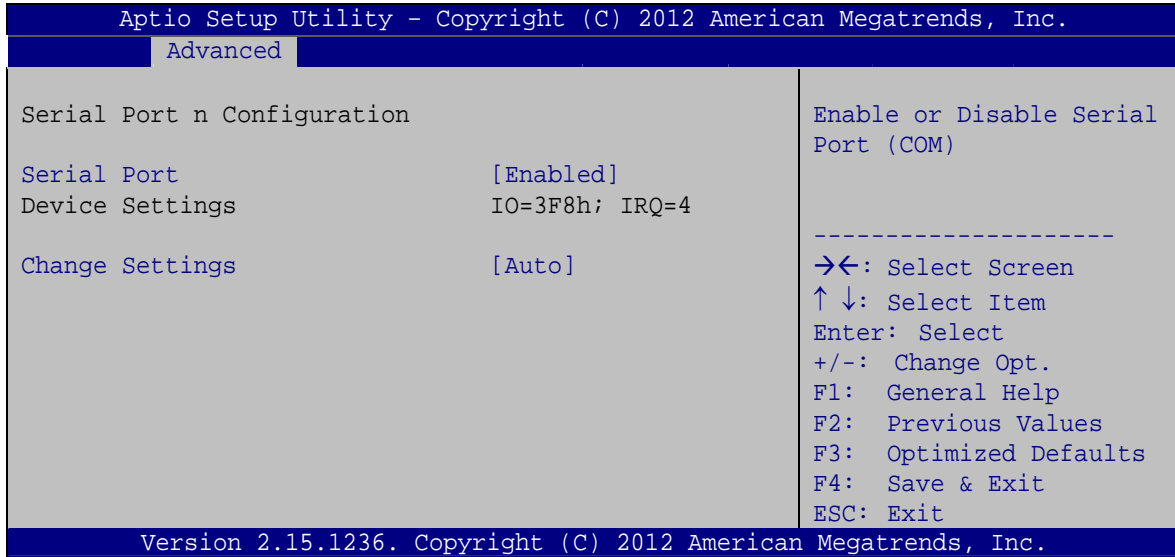 Aptio Setup Utility – Copyright (C) 2012 American Megatrends, Inc.
Advanced
Serial Port n Configuration
Serial Port [Enabled]
Device Settings IO=3F8h; IRQ=4
Change Settings [Auto]
Enable or Disable Serial
Port (COM)
---------------------
→←: Select Screen
↑ ↓: Select Item
Enter: Select
+/-: Change Opt.
F1: General Help
F2: Previous Values
F3: Optimized Defaults
F4: Save & Exit
ESC: Exit
Version 2.15.1236. Copyright (C) 2012 American Megatrends, Inc.